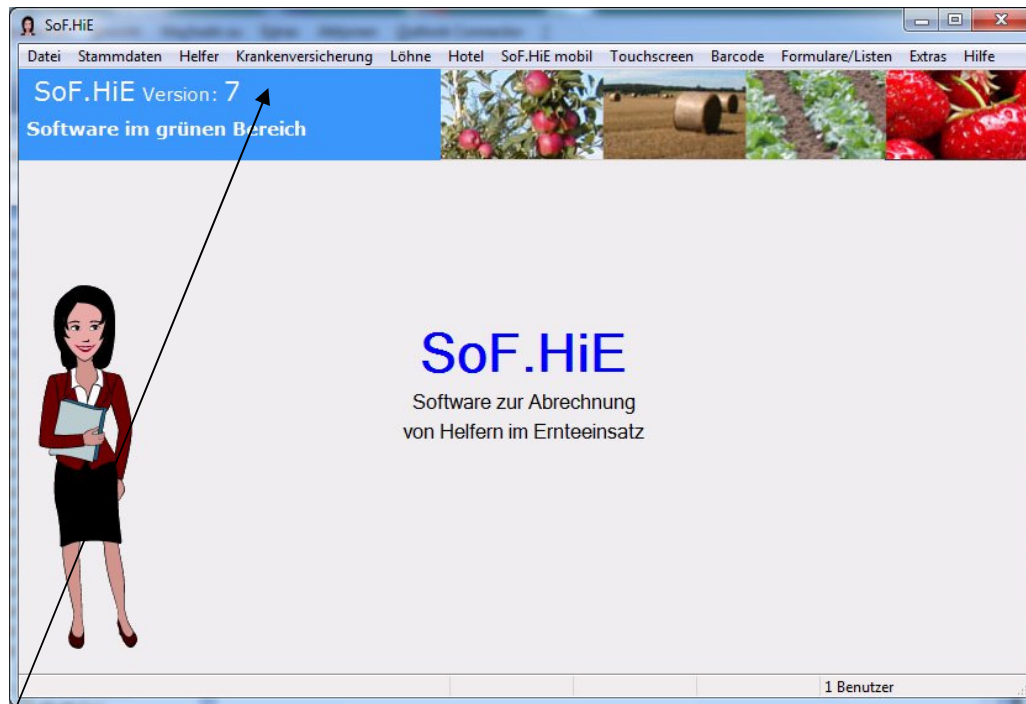 SoF.HiE
Datei Stammdaten Helfer Krankenversicherung Löhne Hotel SoF.HiE mobil Touchscreen Barcode Formulare/Listen Extras Hilfe
SoF.HiE Version: 7
Software im grünen Bereich
SoF.HiE
Software zur Abrechnung
von Helfern im Ernteeinsatz
1 Benutzer